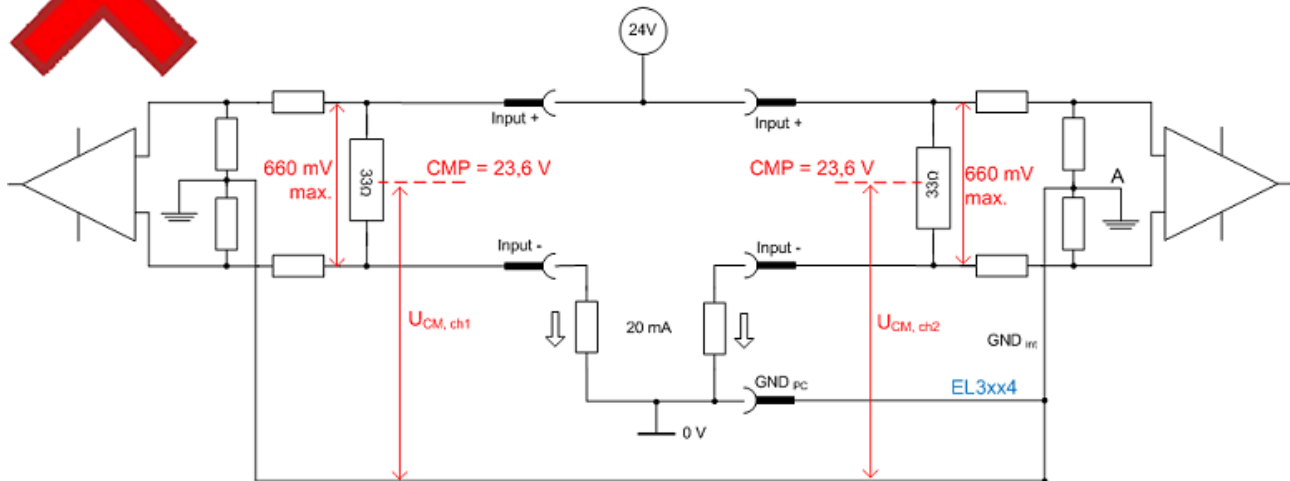 24V
Input +
Input +
660 mV
max.
33Ω
CMP = 23,6 V
CMP = 23,6 V
33Ω
660 mV
max.
A
Input -
Input -
UCM, ch1
20 mA
UCM, ch2
GND int
GND PC
EL3xx4
0 V